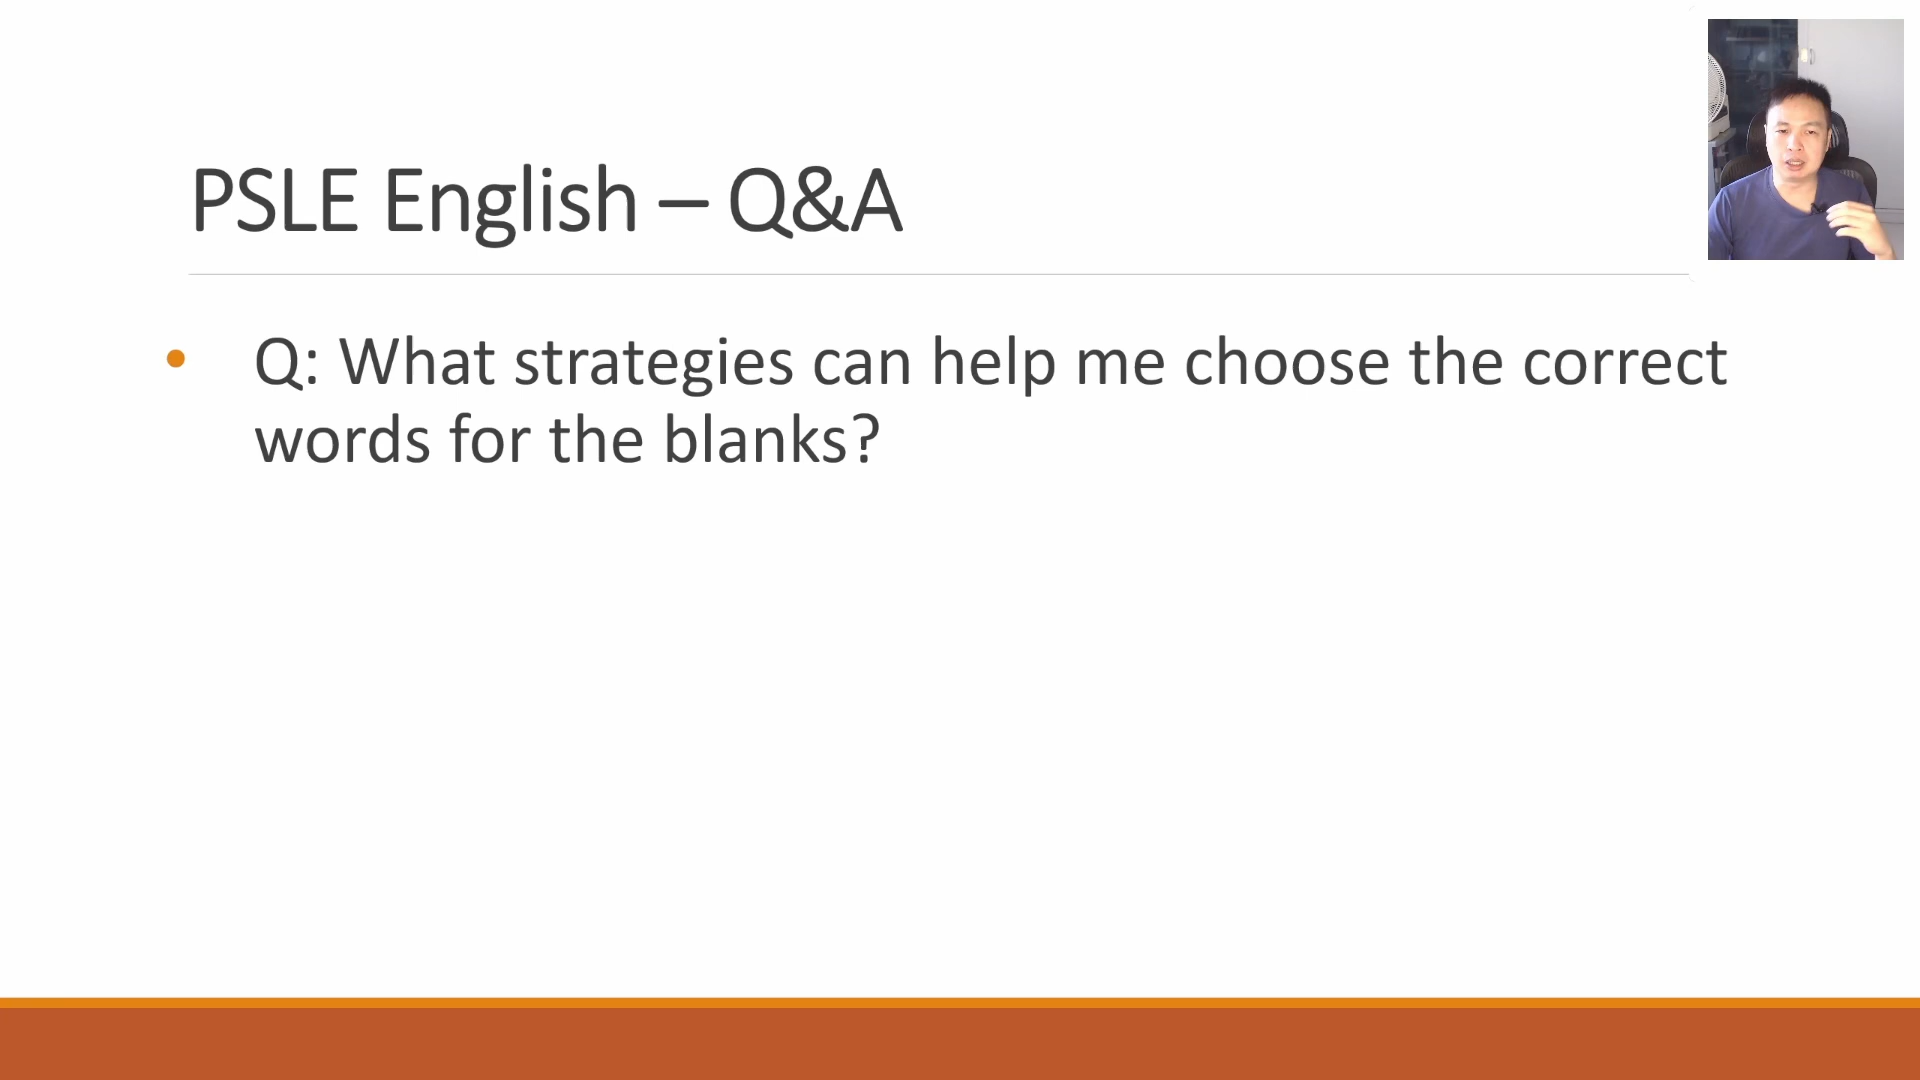 PSLE English – Q&A
• Q: What strategies can help me choose the correct
words for the blanks?